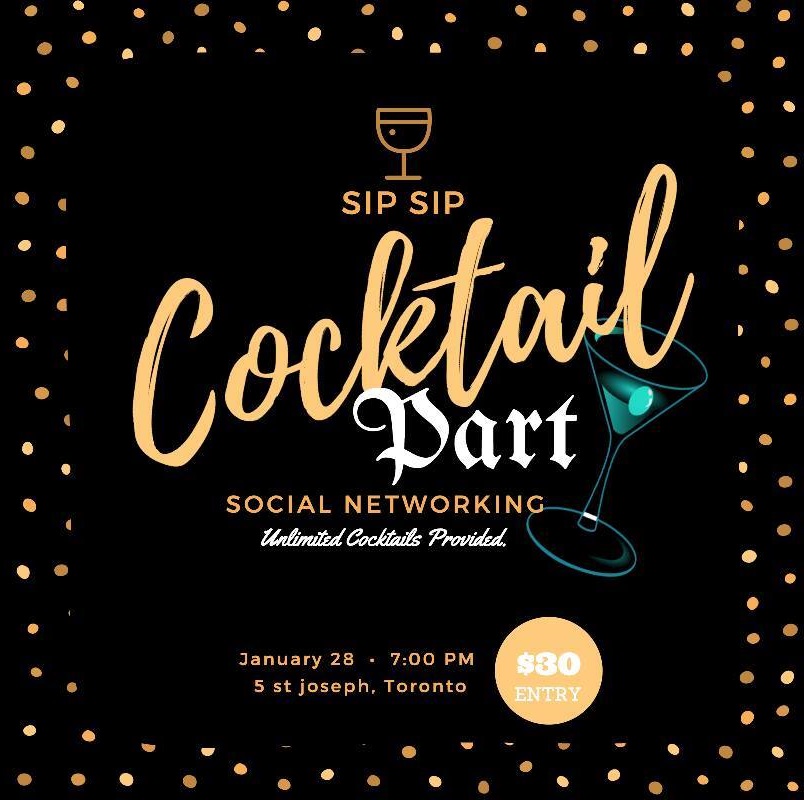 SIP SIP
Cocktail
Part
SOCIAL NETWORKING
Unlimited Cocktails Provided.
January 28 • 7:00 PM
5 st joseph, Toronto
$30
ENTRY